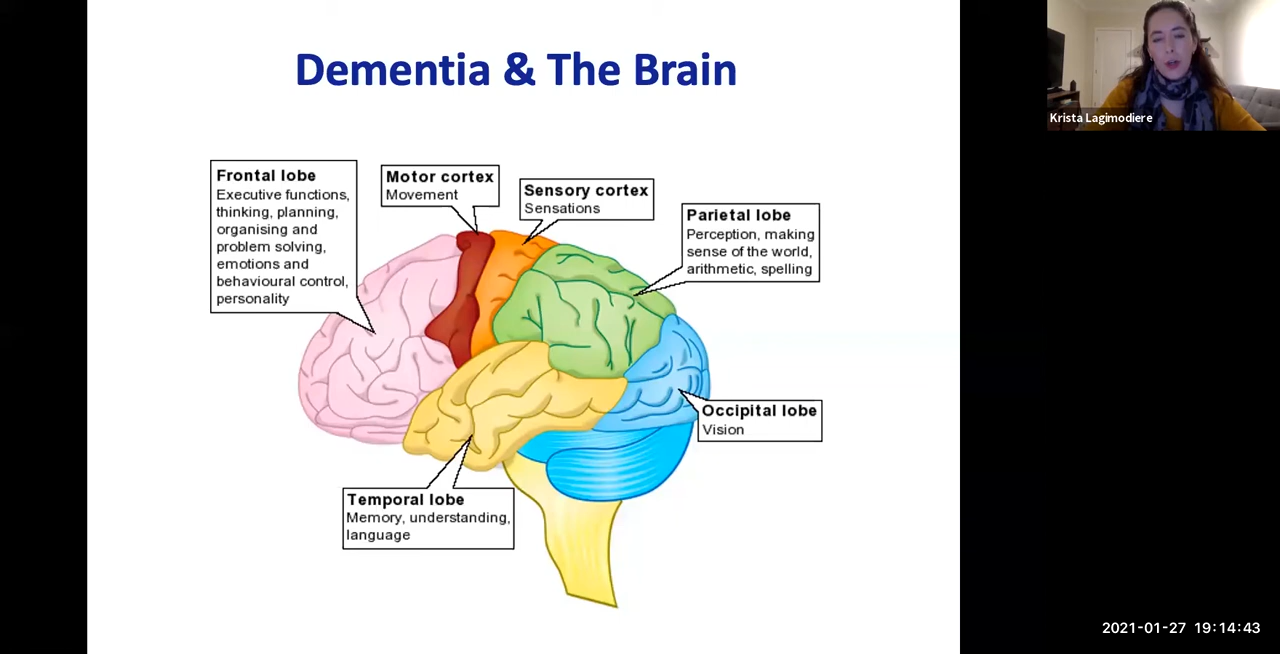 Dementia & The Brain
Krista Lagimodiere
Frontal lobe
Executive functions,
thinking, planning,
organising and
problem solving,
emotions and
behavioural control,
personality
Motor cortex
Movement
Sensory cortex
Sensations
Parietal lobe
Perception, making
sense of the world,
arithmetic, spelling
Occipital lobe
Vision
Temporal lobe
Memory, understanding,
language
2021-01-27 19:14:43